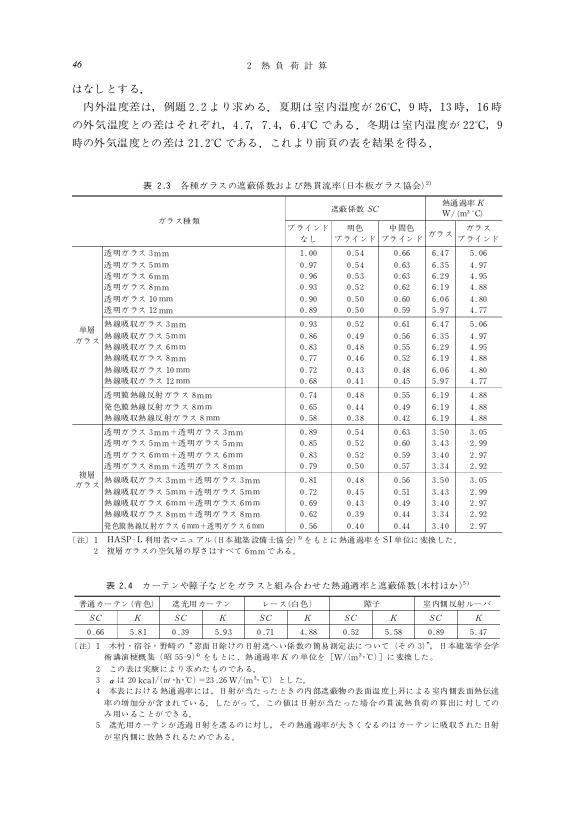 46
2 熱負荷計算
はなしとする．
内外温度差は，例題 2.2 より求める．夏期は室内温度が 26℃，9 時，13 時，16 時
の外気温度との差はそれぞれ，4.7，7.4，6.4℃ である．冬期は室内温度が 22℃，9
時の外気温度との差は 21.2℃ である．これより前頁の表を結果を得る．
表 2.3 各種ガラスの遮蔽係数および熱貫流率(日本板ガラス協会)2)
ガラス種類 遮蔽係数 SC 熱通過率 K W/(m²·℃)
ブラインドなし 明色ブラインド 中間色ブラインド ガラス ガラスブラインド
単層ガラス
透明ガラス 3mm 1.00 0.54 0.66 6.47 5.06
透明ガラス 5mm 0.97 0.54 0.63 6.35 4.97
透明ガラス 6mm 0.96 0.53 0.63 6.29 4.95
透明ガラス 8mm 0.93 0.52 0.62 6.19 4.88
透明ガラス 10mm 0.90 0.50 0.60 6.06 4.80
透明ガラス 12mm 0.89 0.50 0.59 5.97 4.77
熱線吸収ガラス 3mm 0.93 0.52 0.61 6.47 5.06
熱線吸収ガラス 5mm 0.86 0.49 0.56 6.35 4.97
熱線吸収ガラス 6mm 0.83 0.48 0.55 6.29 4.95
熱線吸収ガラス 8mm 0.77 0.46 0.52 6.19 4.88
熱線吸収ガラス 10mm 0.72 0.43 0.48 6.06 4.80
熱線吸収ガラス 12mm 0.68 0.41 0.45 5.97 4.77
透明膜熱線反射ガラス 8mm 0.74 0.48 0.55 6.19 4.88
発色膜熱線反射ガラス 8mm 0.65 0.44 0.49 6.19 4.88
熱線吸収熱線反射ガラス 8mm 0.58 0.38 0.42 6.19 4.88
複層ガラス
透明ガラス 3mm＋透明ガラス 3mm 0.89 0.54 0.63 3.50 3.05
透明ガラス 5mm＋透明ガラス 5mm 0.85 0.52 0.60 3.43 2.99
透明ガラス 6mm＋透明ガラス 6mm 0.83 0.52 0.59 3.40 2.97
透明ガラス 8mm＋透明ガラス 8mm 0.79 0.50 0.57 3.34 2.92
熱線吸収ガラス 3mm＋透明ガラス 3mm 0.81 0.48 0.56 3.50 3.05
熱線吸収ガラス 5mm＋透明ガラス 5mm 0.72 0.45 0.51 3.43 2.99
熱線吸収ガラス 6mm＋透明ガラス 6mm 0.69 0.43 0.49 3.40 2.97
熱線吸収ガラス 8mm＋透明ガラス 8mm 0.62 0.39 0.44 3.34 2.92
発色膜熱線反射ガラス 6mm＋透明ガラス 6mm 0.56 0.40 0.44 3.40 2.97
〔注〕1 HASP-L 利用者マニュアル(日本建築設備士協会)3)をもとに熱通過率を SI 単位に変換した．
2 複層ガラスの空気層の厚さはすべて 6mm である．
表 2.4 カーテンや障子などをガラスと組み合わせた熱通過率と遮蔽係数(木村ほか)5)
普通カーテン(青色) 遮光用カーテン レース(白色) 障子 室内側反射ルーバ
SC K SC K SC K SC K SC K
0.66 5.81 0.39 5.93 0.71 4.88 0.52 5.58 0.89 5.47
〔注〕1 木村・宿谷・野崎の“窓面日除けの日射遮へい係数の簡易測定法について（その 3)”，日本建築学会学
術講演梗概集（昭 55-9)4)をもとに，熱通過率 K の単位を［W/(m²·℃)］に変換した．
2 この表は実験により求めたものである．
3 α は 20 kcal/(m²·h·℃)＝23.26 W/(m²·℃) とした．
4 本表における熱通過率には，日射が当たったときの内部遮蔽物の表面温度上昇による室内側表面熱伝達
率の増加分が含まれている．したがって，この値は日射が当たった場合の貫流熱負荷の算出に対しての
み用いることができる．
5 遮光用カーテンが透過日射を遮るのに対し，その熱通過率が大きくなるのはカーテンに吸収された日射
が室内側に放熱されるためである．